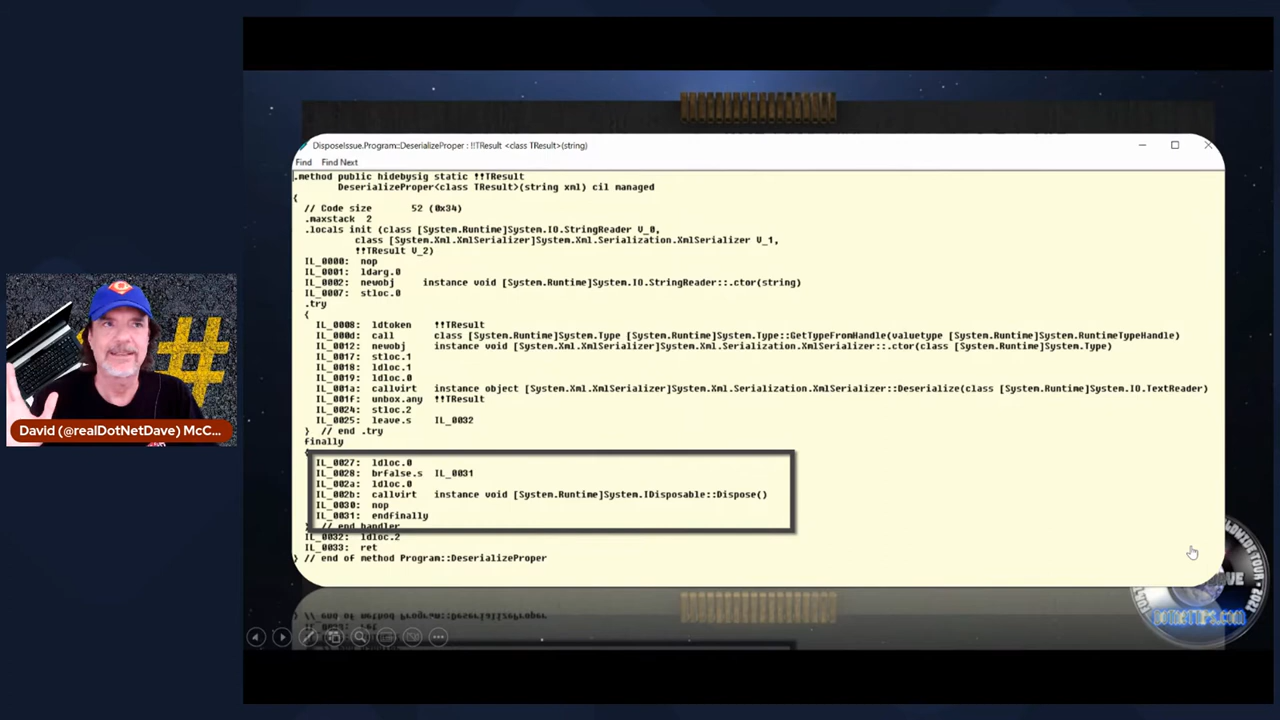 DisposeIssue.Program::DeserializeProper : !!TResult <class TResult>(string)
Find Find Next
.method public hidebysig static !!TResult
DeserializeProper<class TResult>(string xml) cil managed
{
// Code size 52 (0x34)
.maxstack 2
.locals init (class [System.Runtime]System.IO.StringReader V_0,
class [System.Xml.XmlSerializer]System.Xml.Serialization.XmlSerializer V_1,
!!TResult V_2)
IL_0000: nop
IL_0001: ldarg.0
IL_0002: newobj instance void [System.Runtime]System.IO.StringReader::.ctor(string)
IL_0007: stloc.0
.try
{
IL_0008: ldtoken !!TResult
IL_000d: call class [System.Runtime]System.Type [System.Runtime]System.Type::GetTypeFromHandle(valuetype [System.Runtime]System.RuntimeTypeHandle)
IL_0012: newobj instance void [System.Xml.XmlSerializer]System.Xml.Serialization.XmlSerializer::.ctor(class [System.Runtime]System.Type)
IL_0017: stloc.1
IL_0018: ldloc.1
IL_0019: ldloc.0
IL_001a: callvirt instance object [System.Xml.XmlSerializer]System.Xml.Serialization.XmlSerializer::Deserialize(class [System.Runtime]System.IO.TextReader)
IL_001f: unbox.any !!TResult
IL_0024: stloc.2
IL_0025: leave.s IL_0032
} // end .try
finally
IL_0027: ldloc.0
IL_0028: brfalse.s IL_0031
IL_002a: ldloc.0
IL_002b: callvirt instance void [System.Runtime]System.IDisposable::Dispose()
IL_0030: nop
IL_0031: endfinally
} // end handler
IL_0032: ldloc.2
IL_0033: ret
} // end of method Program::DeserializeProper
#
David (@realDotNetDave) McC...
DOTNETTIPS.COM